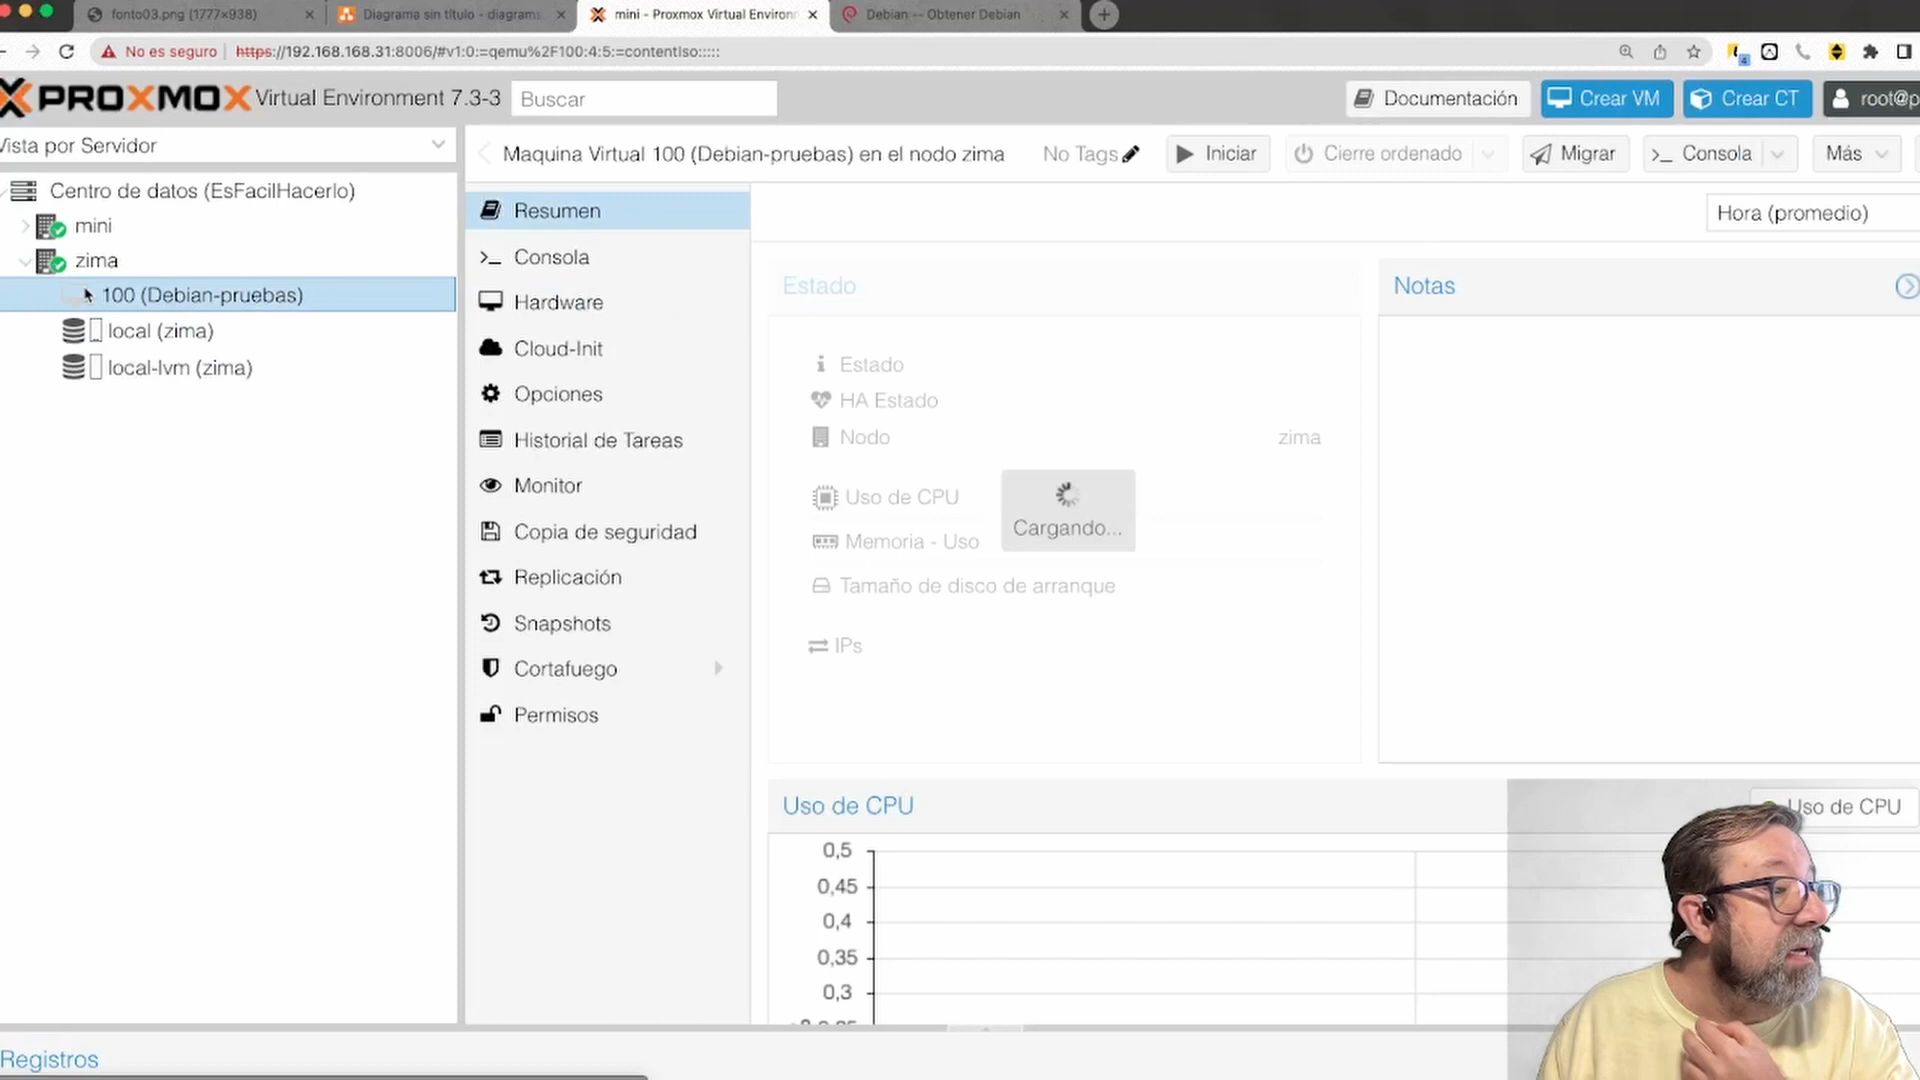 fonto03.png (1777×938)
Diagrama sin título - diagrams
mini - Proxmox Virtual Environ
Debian -- Obtener Debian
No es seguro
https://192.168.168.31:8006/#v1:0:=qemu%2F100:4:5:=contentIso:::::
4
PROXMOX Virtual Environment 7.3-3
Buscar
Documentación
Crear VM
Crear CT
root@p
Vista por Servidor
Centro de datos (EsFacilHacerlo)
mini
zima
100 (Debian-pruebas)
local (zima)
local-lvm (zima)
Maquina Virtual 100 (Debian-pruebas) en el nodo zima
No Tags
Iniciar
Cierre ordenado
Migrar
>_ Consola
Más
Resumen
>_ Consola
Hardware
Cloud-Init
Opciones
Historial de Tareas
Monitor
Copia de seguridad
Replicación
Snapshots
Cortafuego
Permisos
Hora (promedio)
Estado
Estado
HA Estado
Nodo
zima
Uso de CPU
Memoria - Uso
Tamaño de disco de arranque
IPs
Cargando...
Notas
Uso de CPU
Uso de CPU
0,5
0,45
0,4
0,35
0,3
Registros